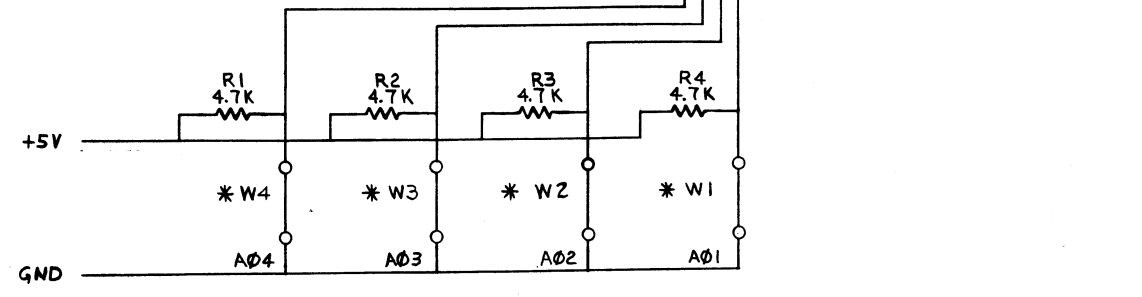 R1
4.7K
R2
4.7K
R3
4.7K
R4
4.7K
+5V
* W4
* W3
* W2
* W1
AØ4
AØ3
AØ2
AØ1
GND